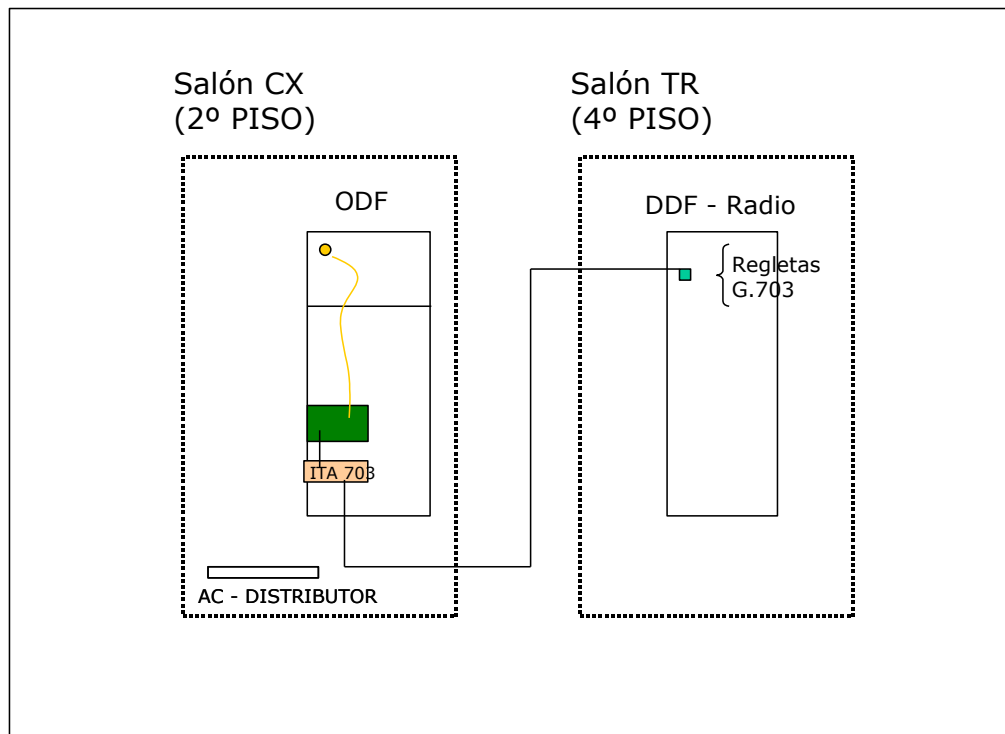 Salón CX
(2º PISO)
Salón TR
(4º PISO)
ODF
DDF - Radio
Regletas
G.703
ITA 703
AC - DISTRIBUTOR